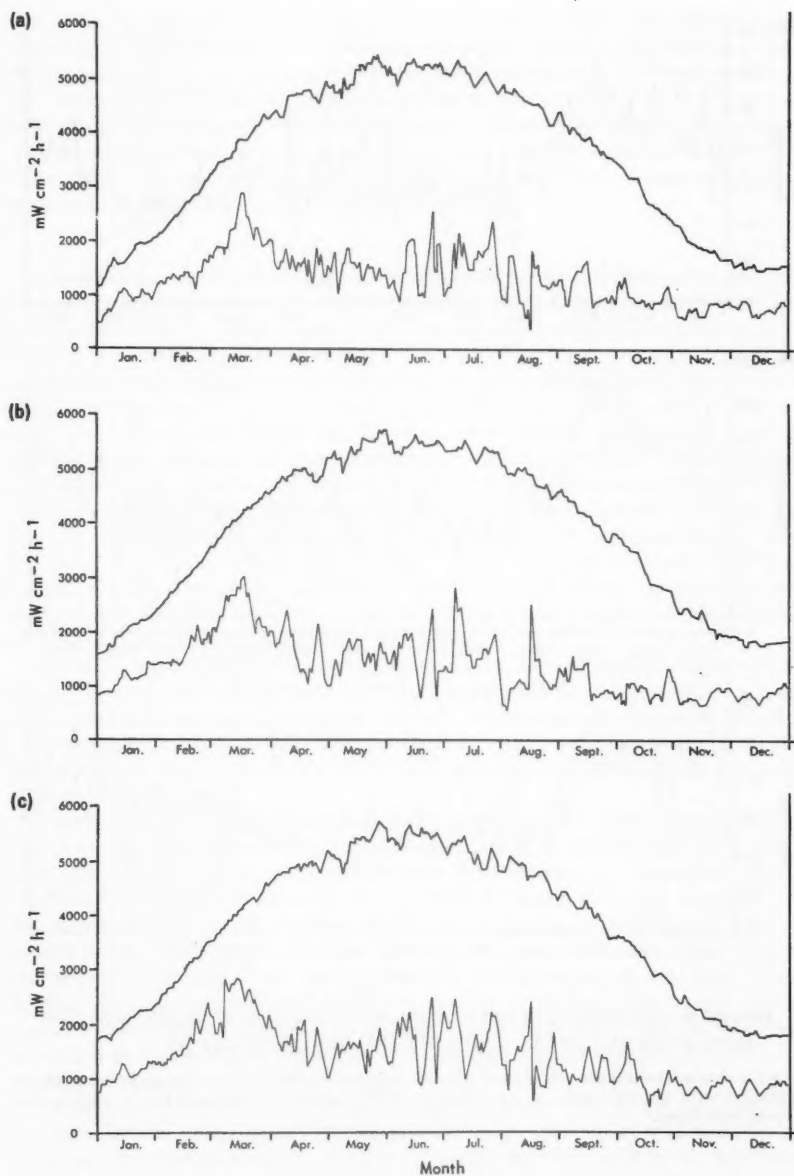 (a)
6000
5000
4000
3000
2000
1000
0
mW cm−2 h−1
Jan. Feb. Mar. Apr. May Jun. Jul. Aug. Sept. Oct. Nov. Dec.
(b)
6000
5000
4000
3000
2000
1000
0
mW cm−2 h−1
Jan. Feb. Mar. Apr. May Jun. Jul. Aug. Sept. Oct. Nov. Dec.
(c)
6000
5000
4000
3000
2000
1000
0
mW cm−2 h−1
Jan. Feb. Mar. Apr. May Jun. Jul. Aug. Sept. Oct. Nov. Dec.
Month